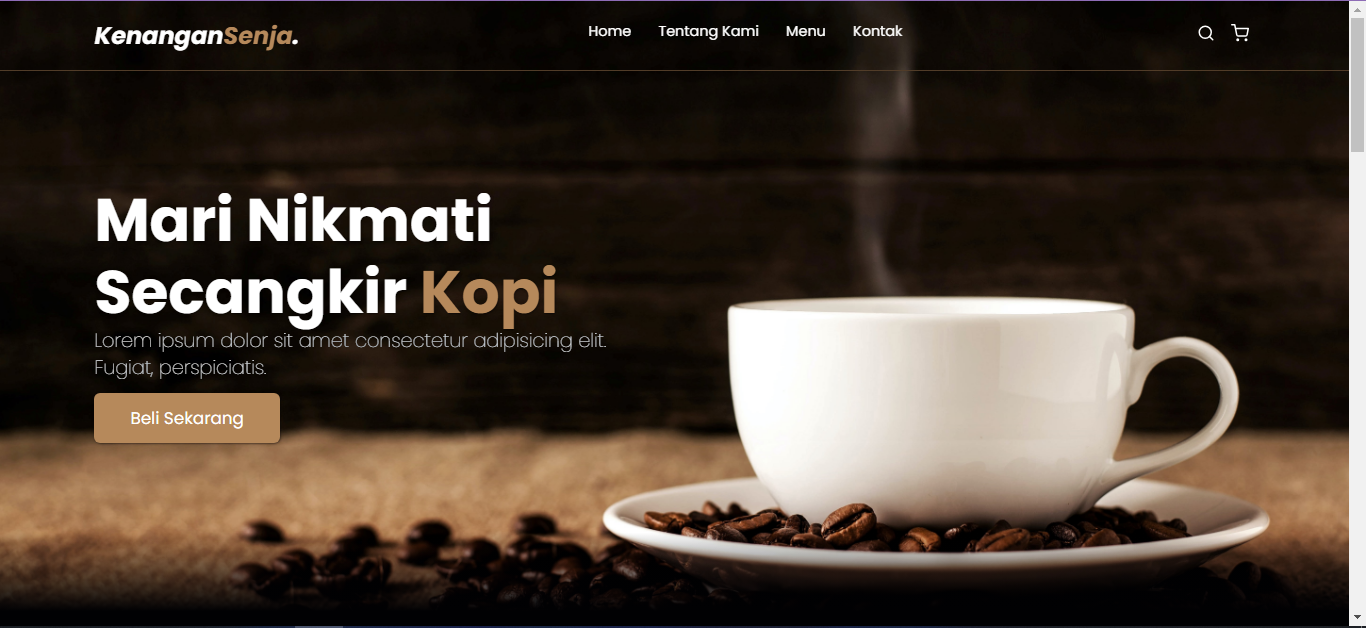 KenanganSenja.
Home Tentang Kami Menu Kontak
Mari Nikmati
Secangkir Kopi
Lorem ipsum dolor sit amet consectetur adipisicing elit.
Fugiat, perspiciatis.
Beli Sekarang